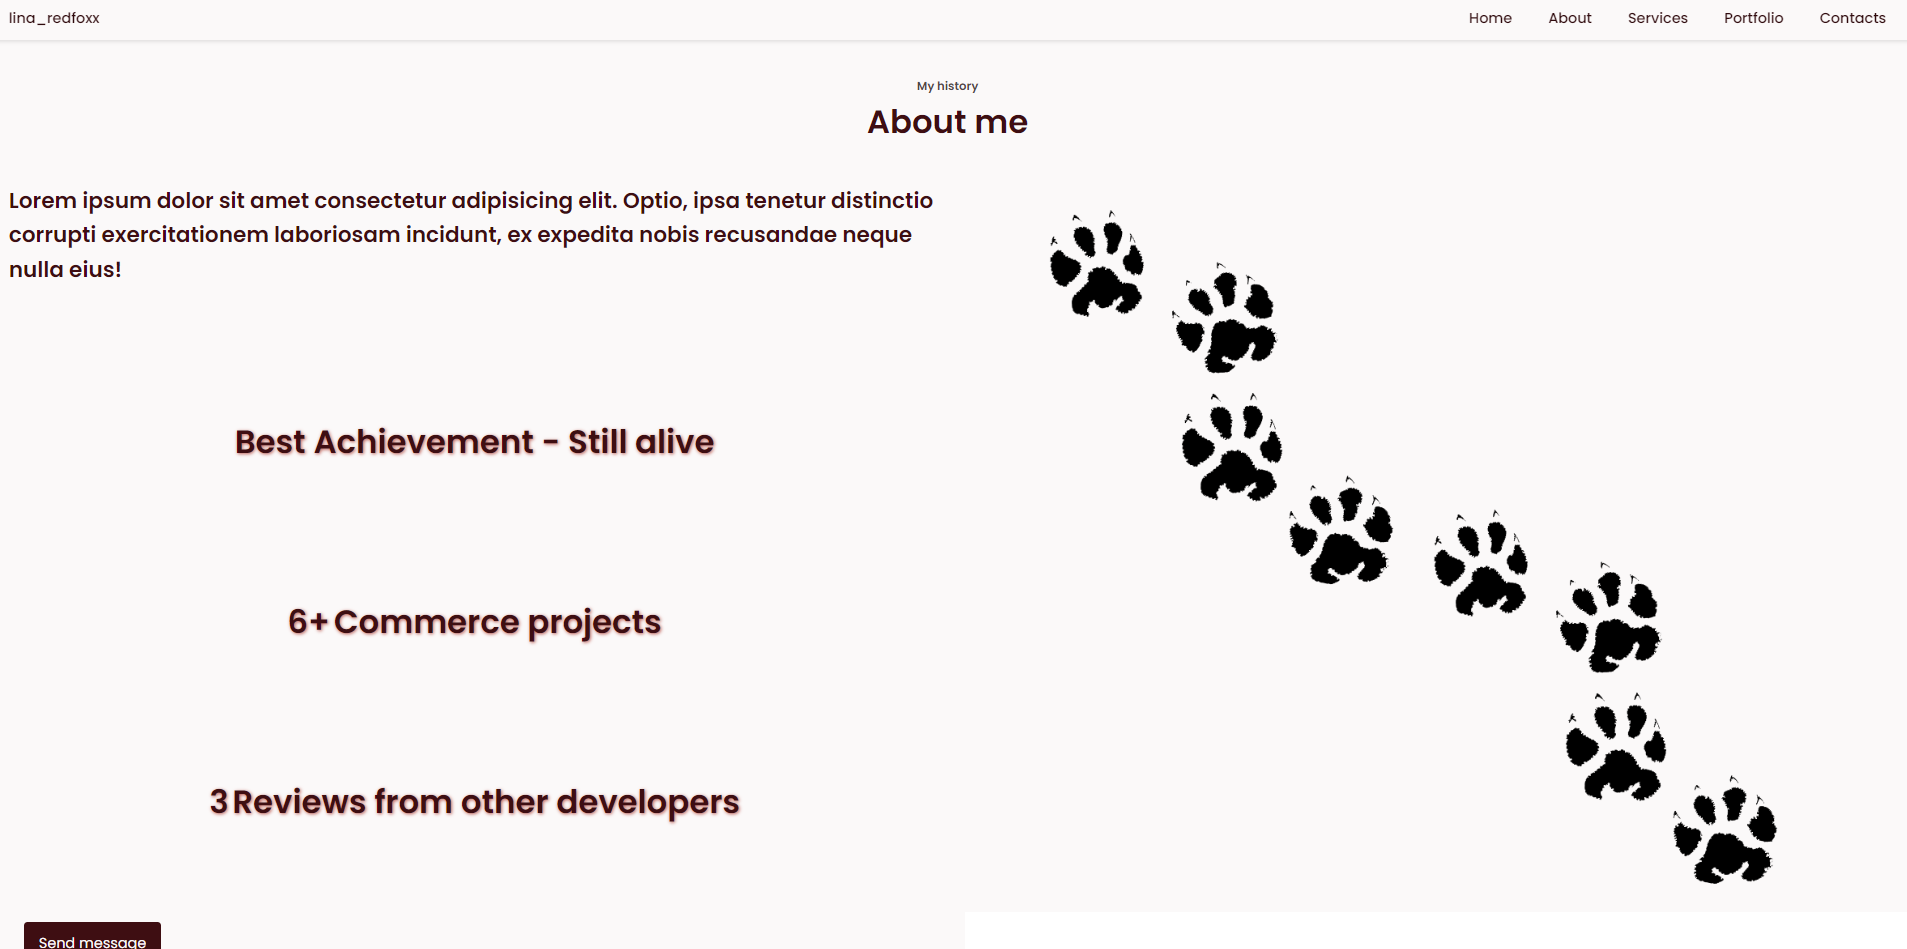 lina_redfoxx
Home About Services Portfolio Contacts
My history
About me
Lorem ipsum dolor sit amet consectetur adipisicing elit. Optio, ipsa tenetur distinctio
corrupti exercitationem laboriosam incidunt, ex expedita nobis recusandae neque
nulla eius!
Best Achievement - Still alive
6+ Commerce projects
3 Reviews from other developers
Send message